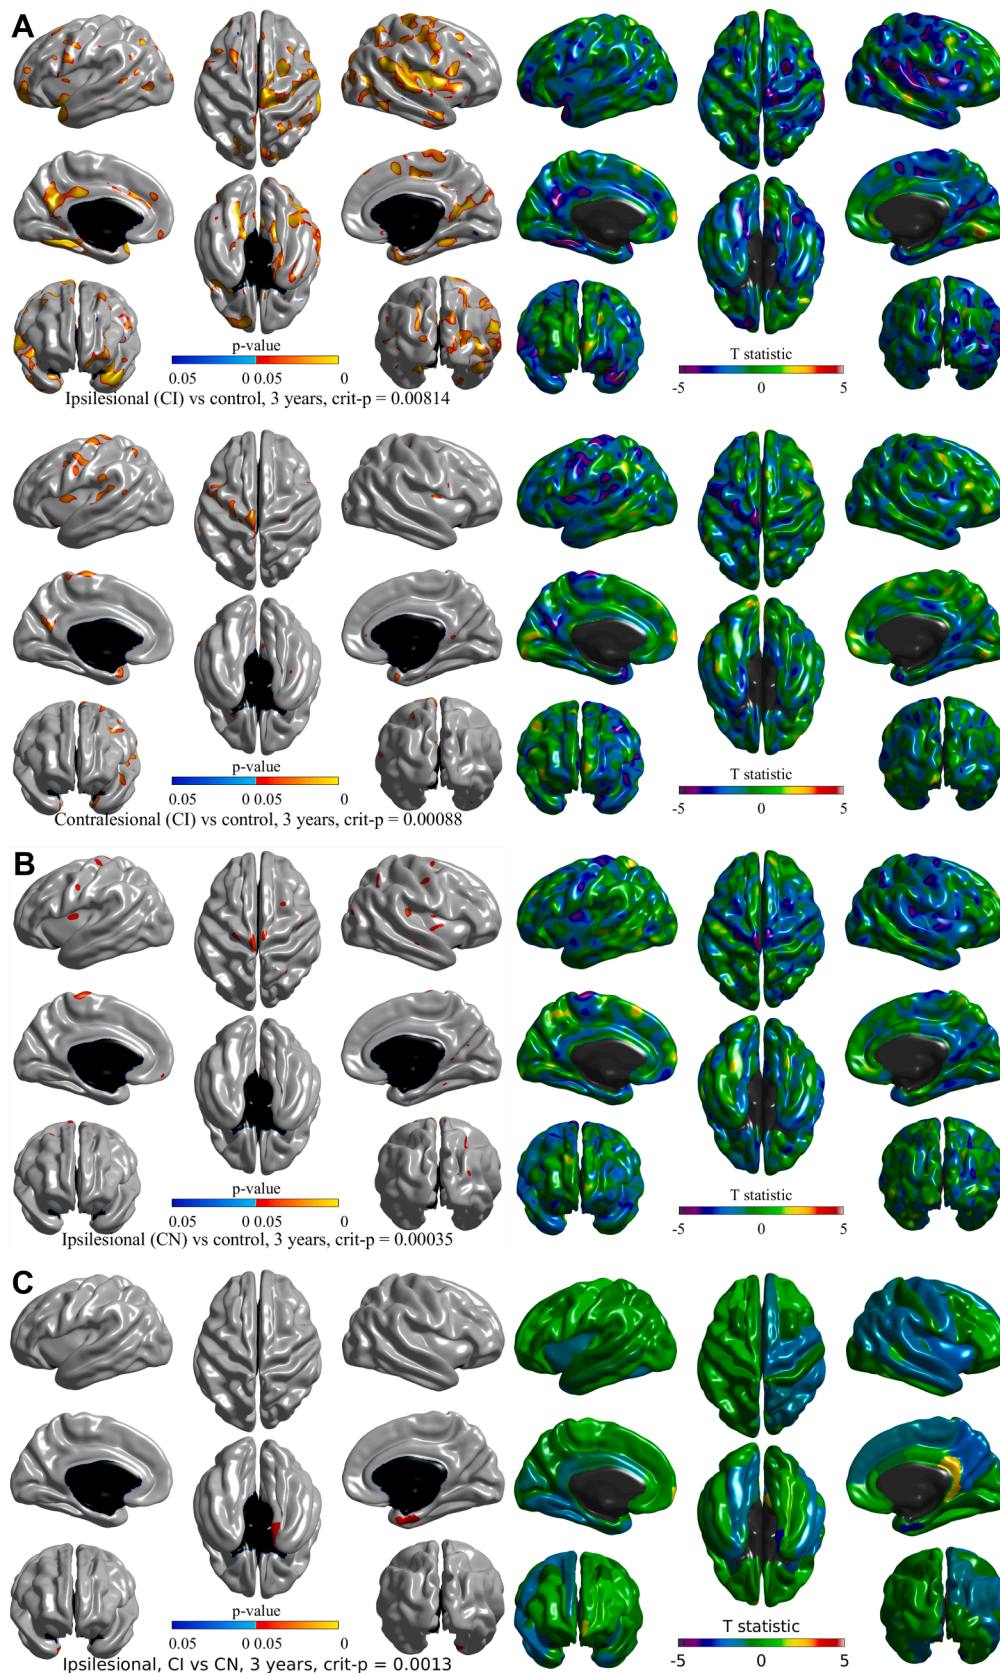 A
p-value
0.05 0.05 0
Ipsilesional (CI) vs control, 3 years, crit-p = 0.00814
T statistic
-5 0 5
p-value
0.05 0.05 0
Contralesional (CI) vs control, 3 years, crit-p = 0.00088
T statistic
-5 0 5
B
p-value
0.05 0.05 0
Ipsilesional (CN) vs control, 3 years, crit-p = 0.00035
T statistic
-5 0 5
C
p-value
0.05 0.05 0
Ipsilesional, CI vs CN, 3 years, crit-p = 0.0013
T statistic
-5 0 5